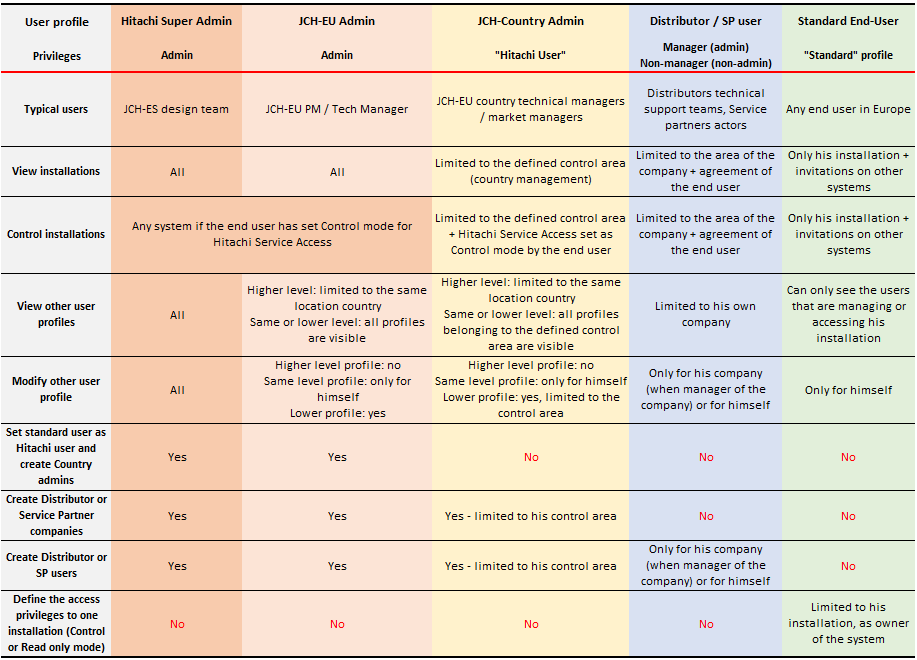 User profile
Privileges
Hitachi Super Admin
Admin
JCH-EU Admin
Admin
JCH-Country Admin
"Hitachi User"
Distributor / SP user
Manager (admin)
Non-manager (non-admin)
Standard End-User
"Standard" profile
Typical users
JCH-ES design team
JCH-EU PM / Tech Manager
JCH-EU country technical managers
/ market managers
Distributors technical
support teams, Service
partners actors
Any end user in Europe
View installations
All
All
Limited to the defined control area
(country management)
Limited to the area of the
company + agreement of
the end user
Only his installation +
invitations on other
systems
Control installations
Any system if the end user has set Control mode for
Hitachi Service Access
Limited to the defined control area
+ Hitachi Service Access set as
Control mode by the end user
Limited to the area of the
company + agreement of
the end user
Only his installation +
invitations on other
systems
View other user
profiles
All
Higher level: limited to the same
location country
Same or lower level: all profiles
are visible
Higher level: limited to the same
location country
Same or lower level: all profiles
belonging to the defined control
area are visible
Limited to his own
company
Can only see the users
that are managing or
accessing his
installation
Modify other user
profile
All
Higher level profile: no
Same level profile: only for
himself
Lower profile: yes
Higher level profile: no
Same level profile: only for himself
Lower profile: yes, limited to the
control area
Only for his company
(when manager of the
company) or for himself
Only for himself
Set standard user as
Hitachi user and
create Country
admins
Yes
Yes
No
No
No
Create Distributor or
Service Partner
companies
Yes
Yes
Yes - limited to his control area
No
No
Create Distributor or
SP users
Yes
Yes
Yes - limited to his control area
Only for his company
(when manager of the
company) or for himself
No
Define the access
privileges to one
installation (Control
or Read only mode)
No
No
No
No
Limited to his
installation, as owner
of the system